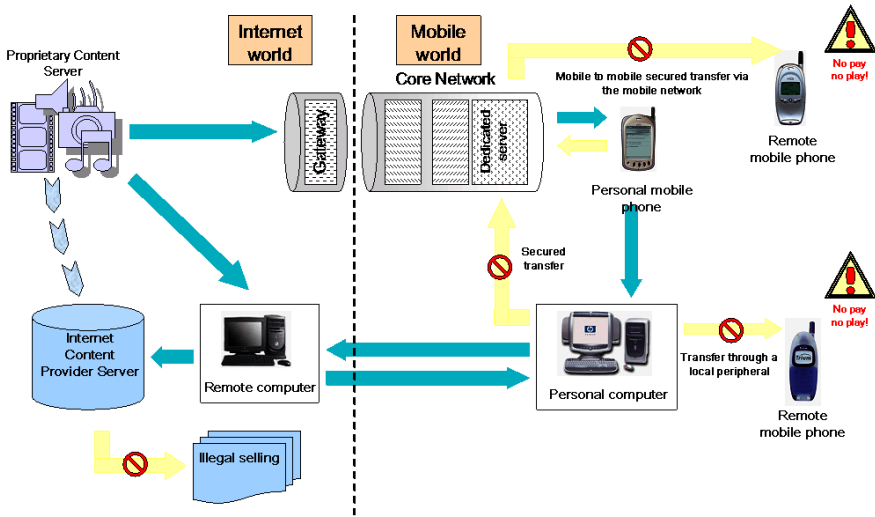 Proprietary Content
Server
Internet
world
Mobile
world
Core Network
Gateway
Dedicated
server
Mobile to mobile secured transfer via
the mobile network
No pay
no play!
Remote
mobile phone
Personal mobile
phone
Secured
transfer
Internet
Content
Provider Server
Remote computer
Personal computer
Transfer through a
local peripheral
No pay
no play!
Remote
mobile phone
Illegal selling